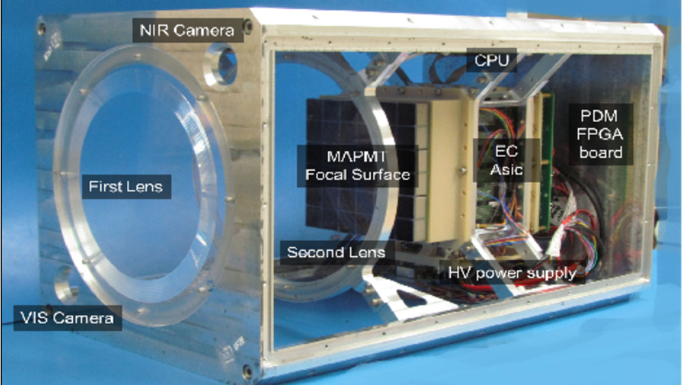 NIR Camera
CPU
PDM
FPGA
board
MAPMT
Focal Surface
EC
Asic
First Lens
Second Lens
HV power supply
VIS Camera